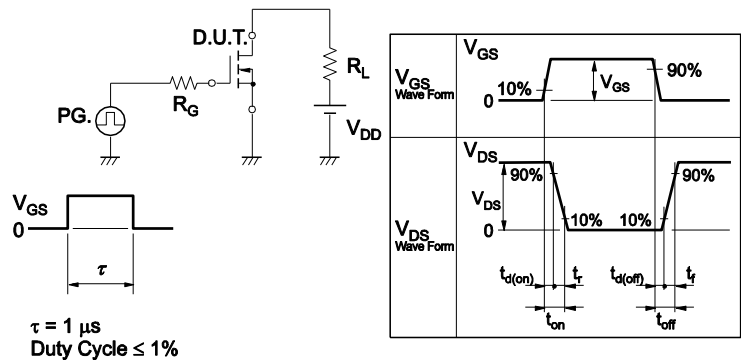 D.U.T.
R_L
R_G
PG.
V_DD
V_GS
0
τ
τ = 1 μs
Duty Cycle ≤ 1%
V_GS
Wave Form
V_GS
10%
0
V_GS
90%
V_DS
Wave Form
V_DS
V_DS
90%
0
10%
10%
90%
t_d(on)
t_r
t_d(off)
t_f
t_on
t_off